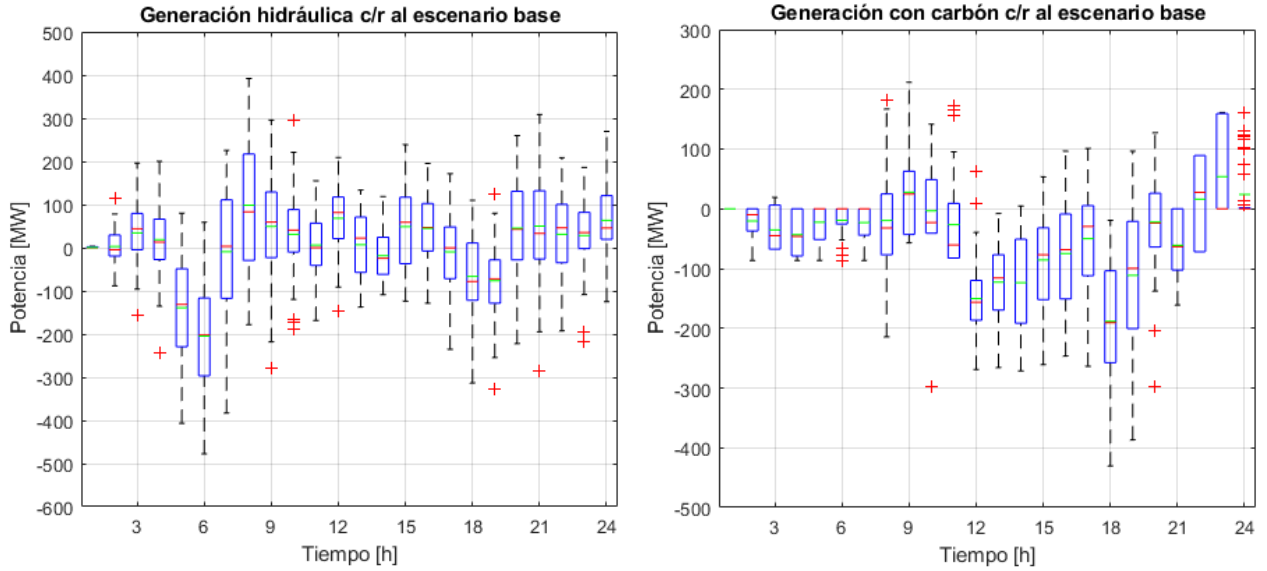 Generación hidráulica c/r al escenario base
500
400
300
200
100
0
-100
-200
-300
-400
-500
-600
Potencia [MW]
3 6 9 12 15 18 21 24
Tiempo [h]
Generación con carbón c/r al escenario base
300
200
100
0
-100
-200
-300
-400
-500
Potencia [MW]
3 6 9 12 15 18 21 24
Tiempo [h]